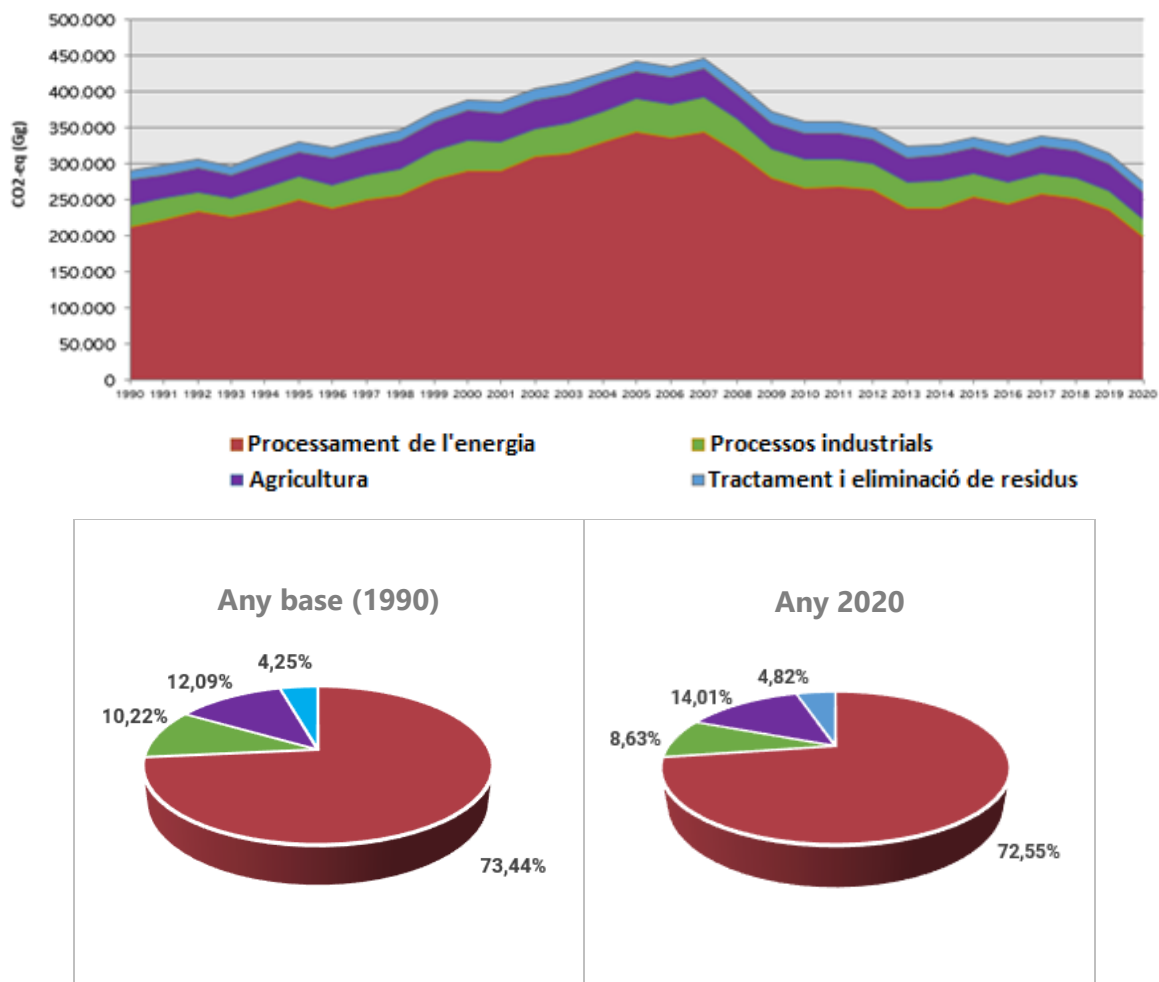 500.000
450.000
400.000
350.000
300.000
250.000
200.000
150.000
100.000
50.000
0
CO2-eq (Gg)
1990 1991 1992 1993 1994 1995 1996 1997 1998 1999 2000 2001 2002 2003 2004 2005 2006 2007 2008 2009 2010 2011 2012 2013 2014 2015 2016 2017 2018 2019 2020
Processament de l'energia
Processos industrials
Agricultura
Tractament i eliminació de residus
Any base (1990)
4,25%
12,09%
10,22%
73,44%
Any 2020
4,82%
14,01%
8,63%
72,55%